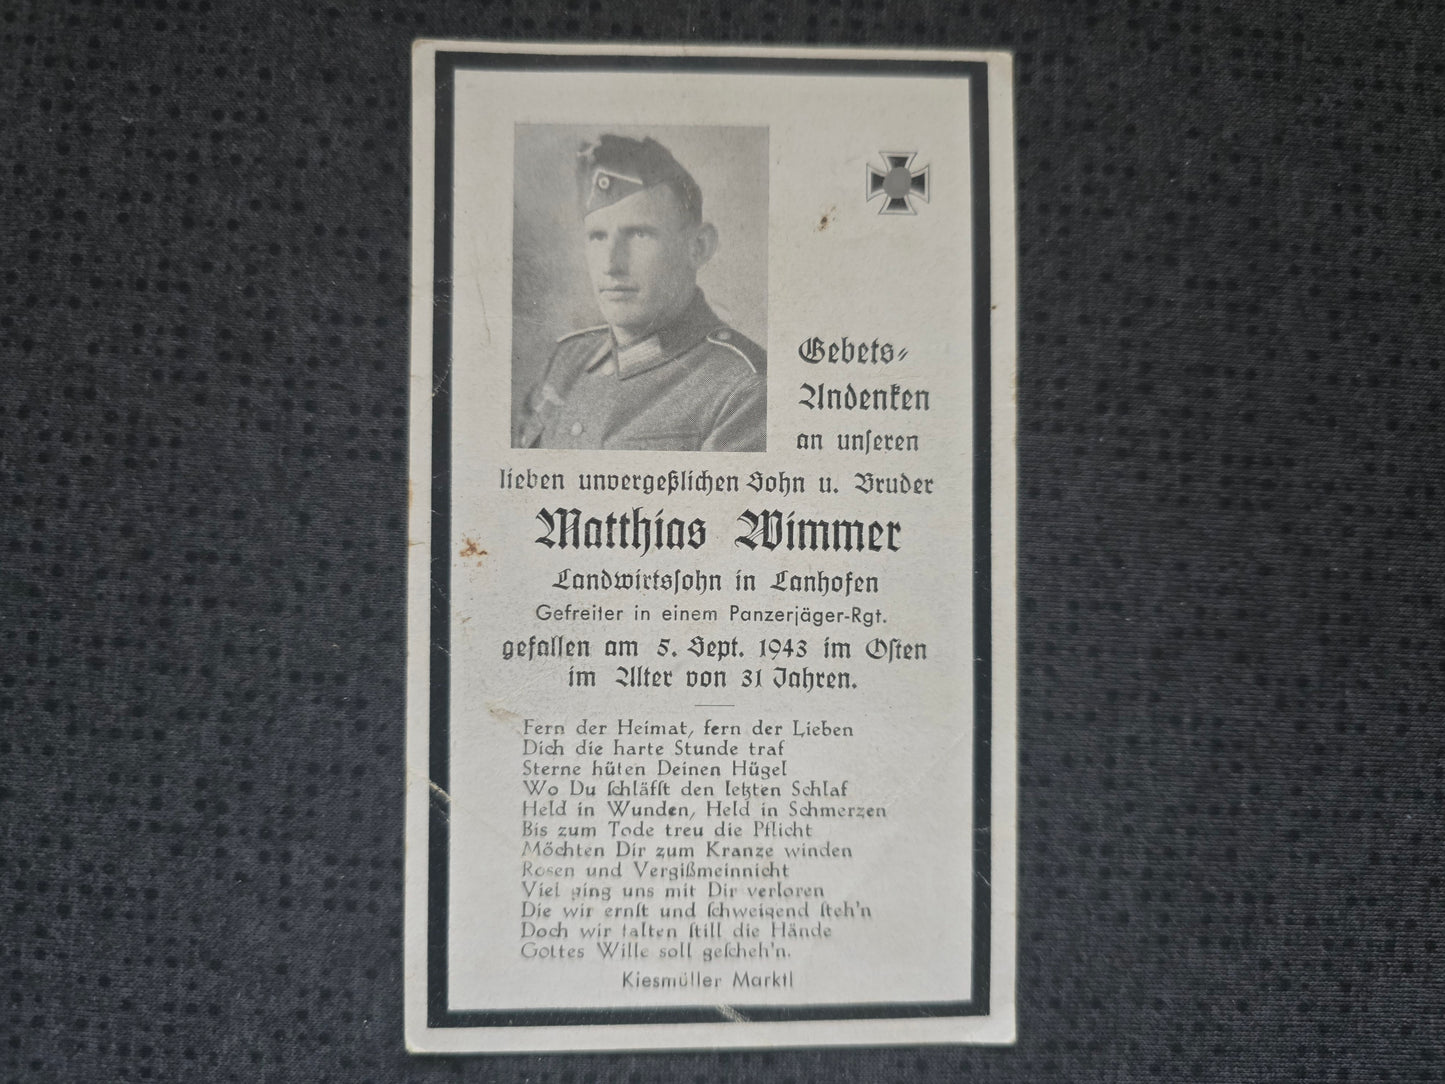 Gebets-
Andenken
an unſeren
lieben unvergeßlichen Sohn u. Bruder
Matthias Wimmer
Landwirtsſohn in Lanhofen
Gefreiter in einem Panzerjäger-Rgt.
gefallen am 5. Sept. 1943 im Oſten
im Alter von 31 Jahren.
Fern der Heimat, fern der Lieben
Dich die harte Stunde traf
Sterne hüten Deinen Hügel
Wo Du ſchläfſt den letzten Schlaf
Held in Wunden, Held in Schmerzen
Bis zum Tode treu die Pflicht
Möchten Dir zum Kranze winden
Rosen und Vergißmeinnicht
Viel ging uns mit Dir verloren
Die wir ernſt und ſchweigend ſteh'n
Doch wir falten ſtill die Hände
Gottes Wille soll geſcheh'n.
Kiesmüller Marktl